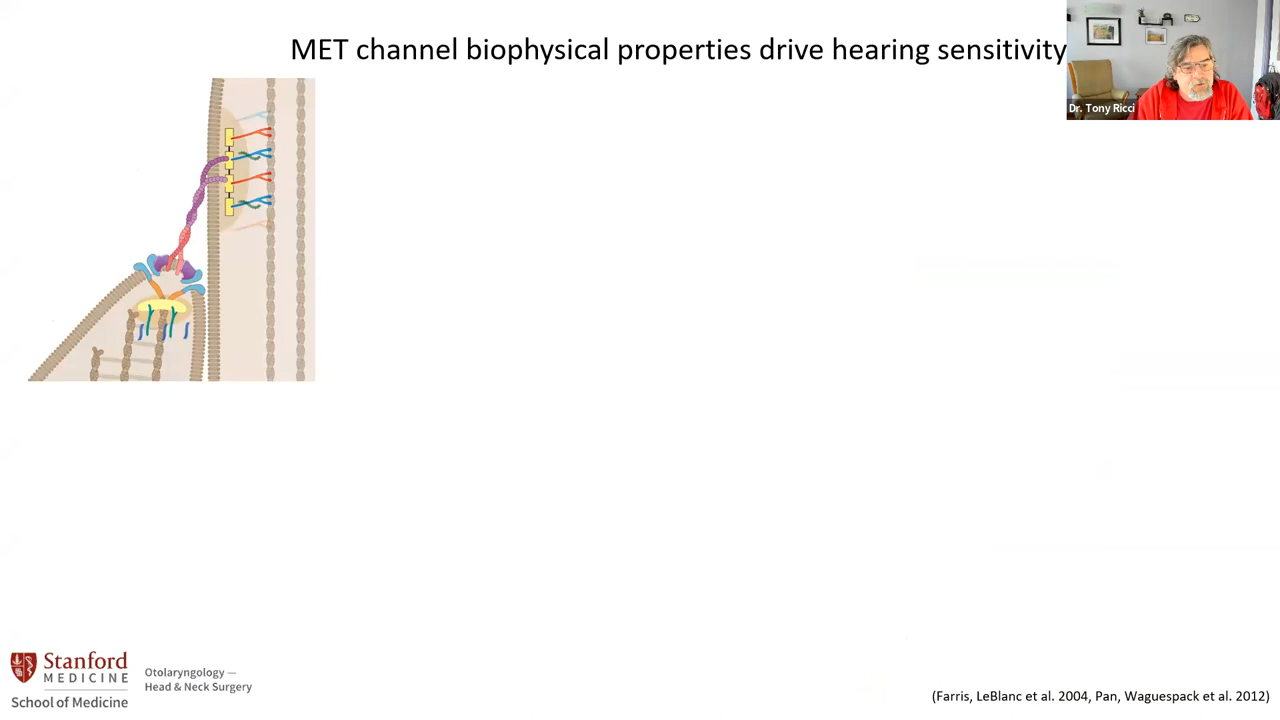 MET channel biophysical properties drive hearing sensitivity
Dr. Tony Ricci
Stanford
MEDICINE
School of Medicine
Otolaryngology —
Head & Neck Surgery
(Farris, LeBlanc et al. 2004, Pan, Waguespack et al. 2012)